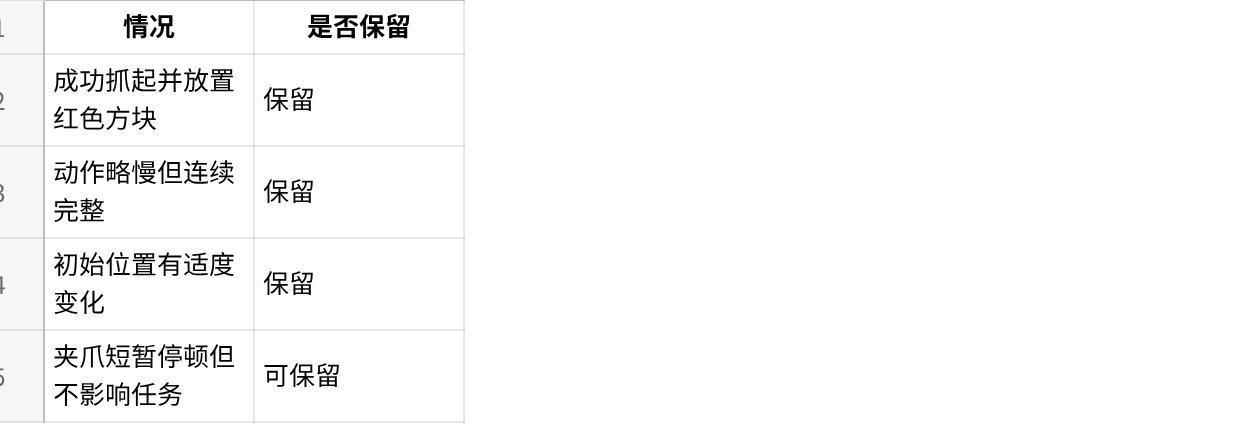 情况
是否保留
成功抓起并放置
红色方块
保留
动作略慢但连续
完整
保留
初始位置有适度
变化
保留
夹爪短暂停顿但
不影响任务
可保留